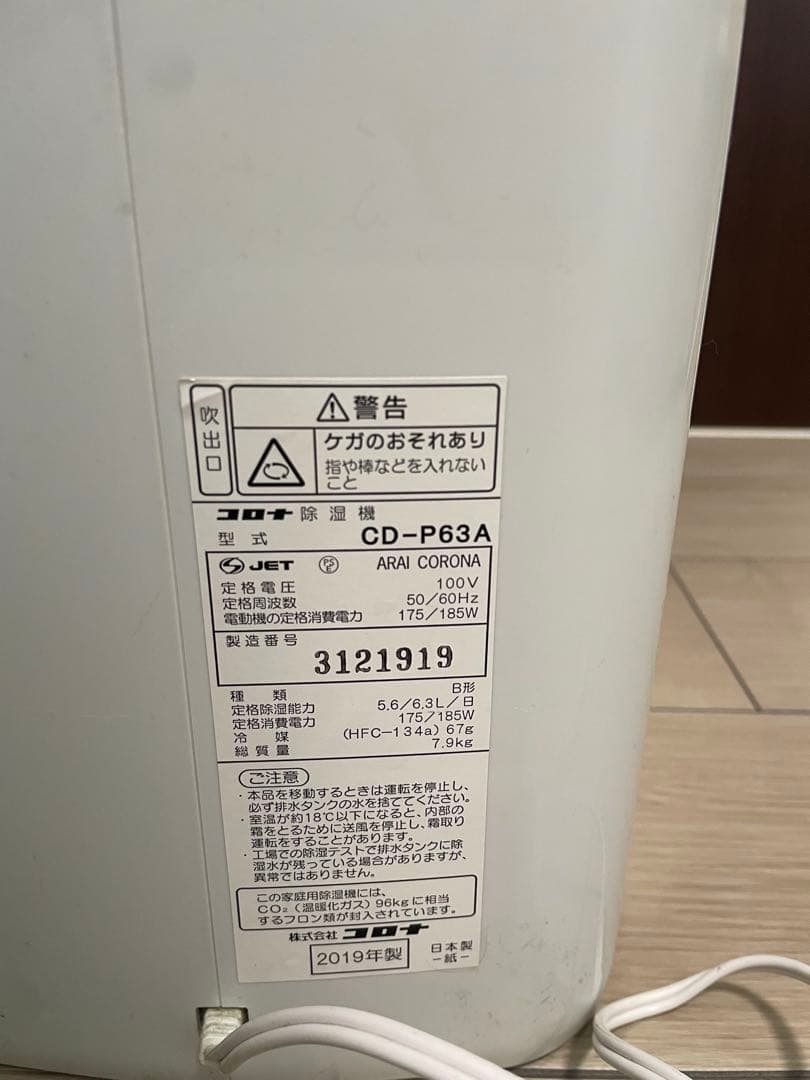 吹出口
警告
ケガのおそれあり
指や棒などを入れない
こと
コロナ 除湿機
型式 CD-P63A
JET PSE ARAI CORONA
定格電圧 100V
定格周波数 50/60Hz
電動機の定格消費電力 175/185W
製造番号
3121919
種類 B形
定格除湿能力 5.6/6.3L/日
定格消費電力 175/185W
冷媒 (HFC-134a) 67g
総質量 7.9kg
ご注意
・本品を移動するときは運転を停止し、
必ず排水タンクの水を捨ててください。
・室温が約18℃以下になると、内部の
霜をとるために送風を停止し、霜取り
運転をすることがあります。
・工場での除湿テストで排水タンクに除
湿水が残っている場合がありますが、
異常ではありません。
この家庭用除湿機には、
CO₂(温暖化ガス)96kgに相当
するフロン類が封入されています。
株式会社 コロナ
2019年製
日本製
-紙-